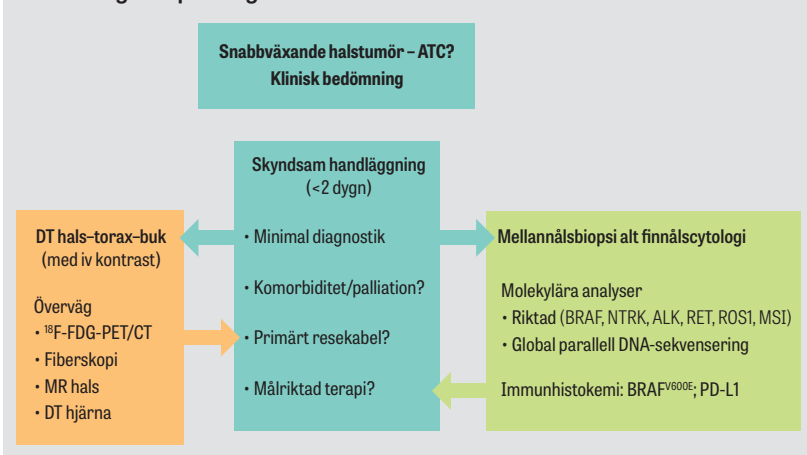 Snabbväxande halstumör – ATC?
Klinisk bedömning
Skyndsam handläggning
(<2 dygn)
• Minimal diagnostik
• Komorbiditet/palliation?
• Primärt resekabel?
• Målriktad terapi?
DT hals–torax–buk
(med iv kontrast)
Överväg
• ¹⁸F-FDG-PET/CT
• Fiberskopi
• MR hals
• DT hjärna
Mellannålsbiopsi alt finnålscytologi
Molekylära analyser
• Riktad (BRAF, NTRK, ALK, RET, ROS1, MSI)
• Global parallell DNA-sekvensering
Immunhistokemi: BRAFⱽ⁶⁰⁰ᴱ; PD-L1